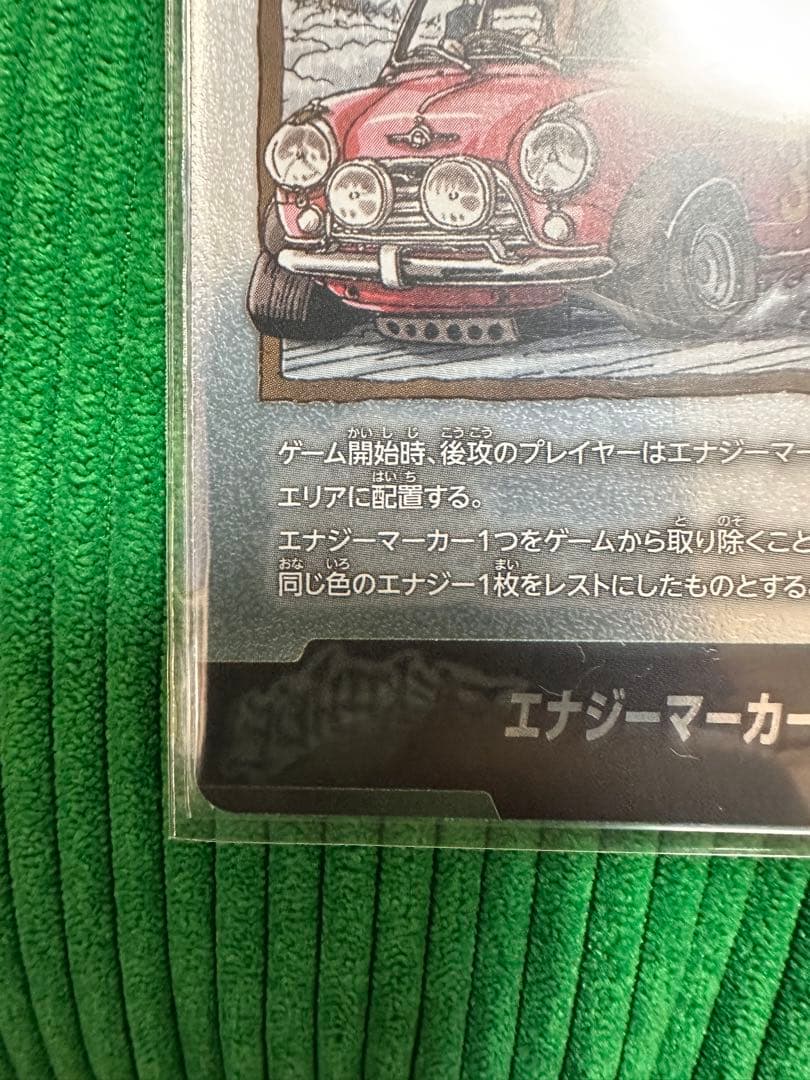 ゲーム開始時、後攻のプレイヤーはエナジーマー
エリアに配置する。
エナジーマーカー1つをゲームから取り除くこと
同じ色のエナジー1枚をレストにしたものとする。
エナジーマーカー